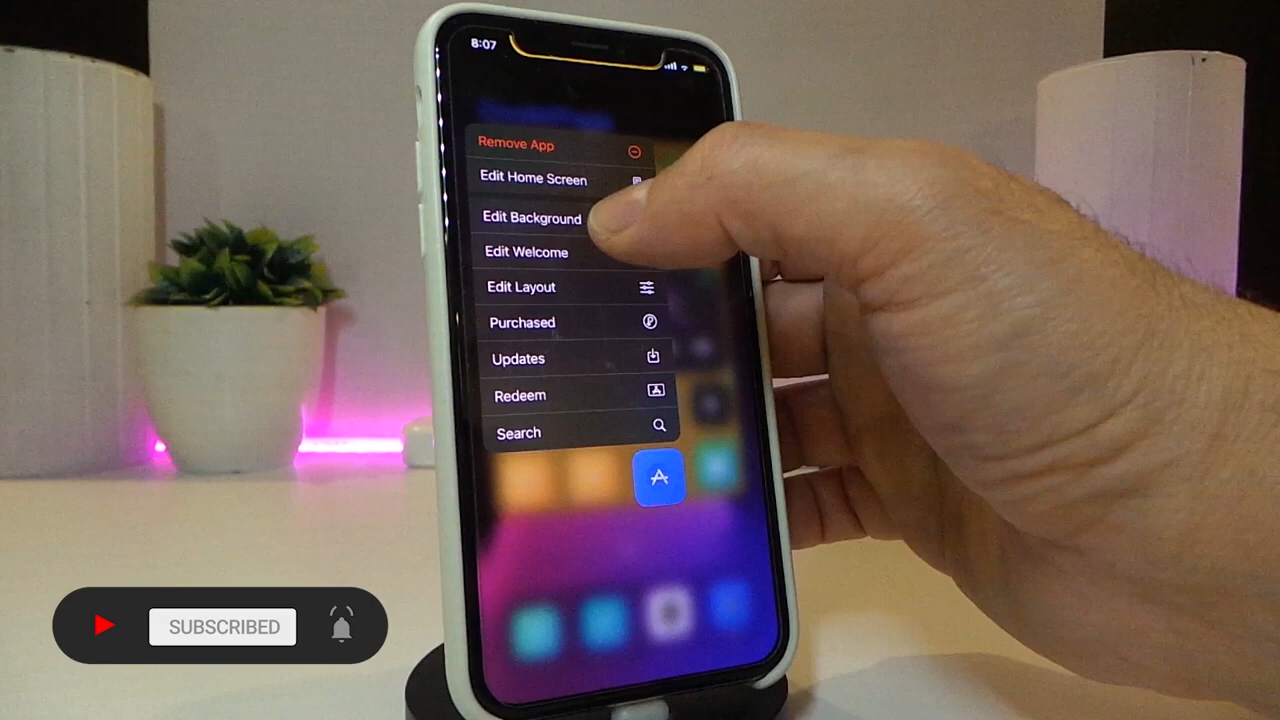 8:07
Remove App
Edit Home Screen
Edit Background
Edit Welcome
Edit Layout
Purchased
Updates
Redeem
Search
SUBSCRIBED